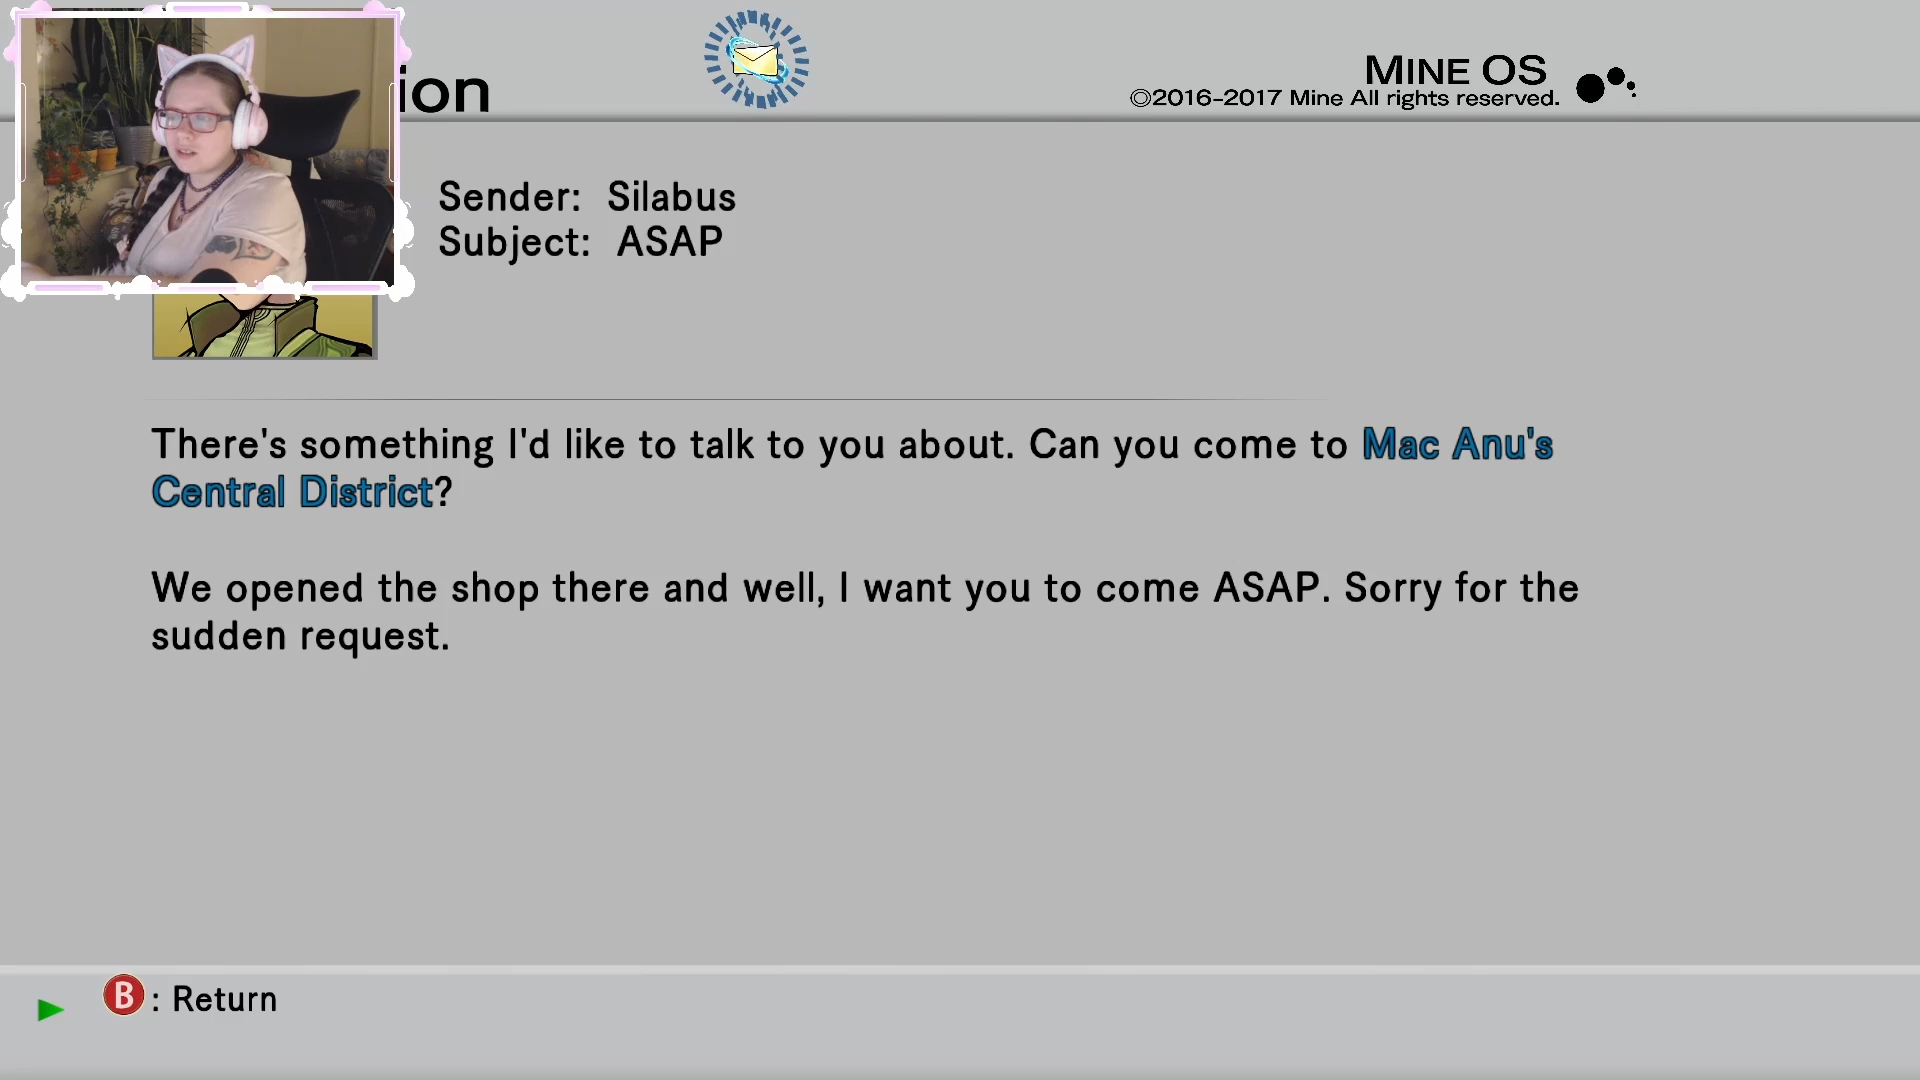 ion
MINE OS
©2016-2017 Mine All rights reserved.
Sender: Silabus
Subject: ASAP
There's something I'd like to talk to you about. Can you come to Mac Anu's
Central District?
We opened the shop there and well, I want you to come ASAP. Sorry for the
sudden request.
B : Return